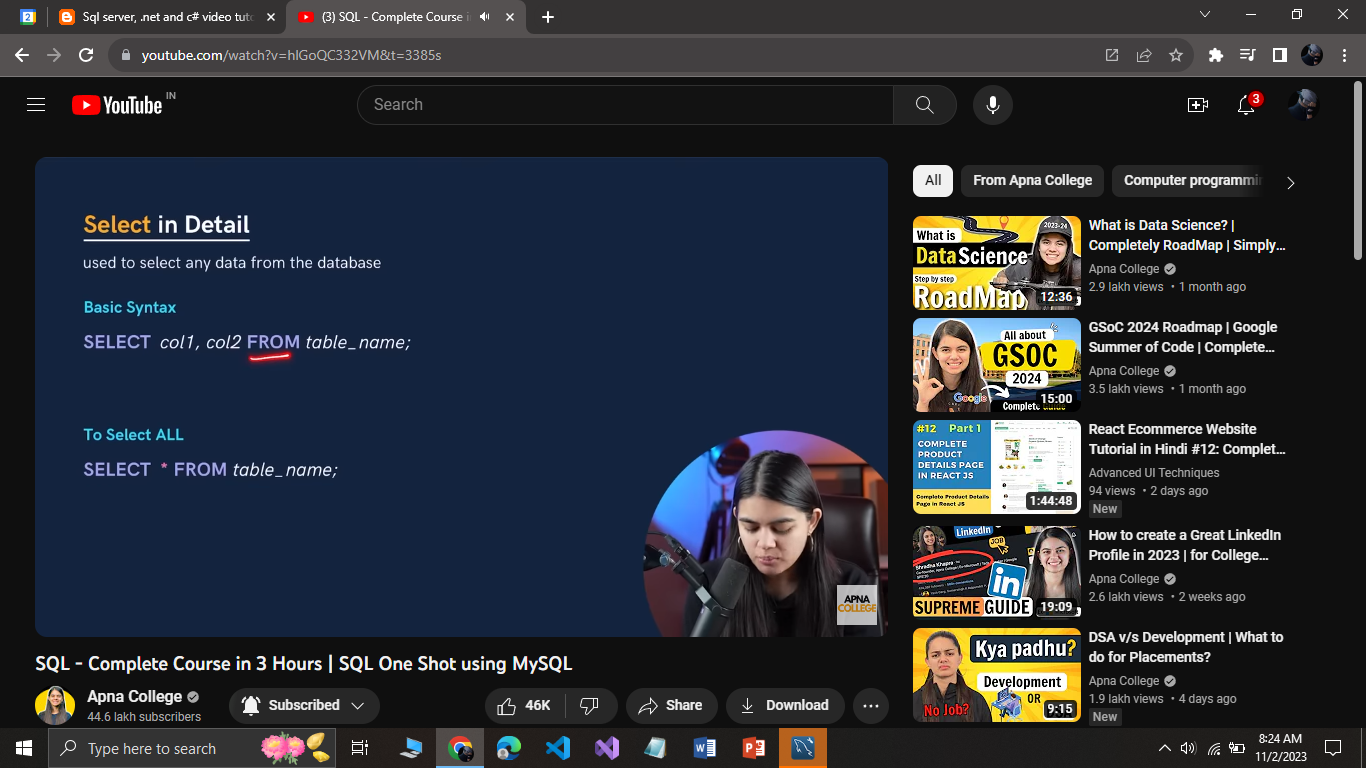 Sql server, .net and c# video tuto
(3) SQL - Complete Course i
youtube.com/watch?v=hlGoQC332VM&t=3385s
YouTube IN
Search
3
Select in Detail
used to select any data from the database
Basic Syntax
SELECT col1, col2 FROM table_name;
To Select ALL
SELECT * FROM table_name;
APNA
COLLEGE
SQL - Complete Course in 3 Hours | SQL One Shot using MySQL
Apna College
44.6 lakh subscribers
Subscribed
46K
Share
Download
All
From Apna College
Computer programmin
What is
Data Science
Step by step
RoadMap
2023-24
12:36
What is Data Science? |
Completely RoadMap | Simply...
Apna College
2.9 lakh views • 1 month ago
All about
GSOC
2024
Google
Complete Guide
15:00
GSoC 2024 Roadmap | Google
Summer of Code | Complete...
Apna College
3.5 lakh views • 1 month ago
#12 Part 1
COMPLETE
PRODUCT
DETAILS PAGE
IN REACT JS
Complete Product Details
Page in React JS
1:44:48
React Ecommerce Website
Tutorial in Hindi #12: Complet...
Advanced UI Techniques
94 views • 2 days ago
New
LinkedIn
JOB
Shradha Khapra
in
SUPREME GUIDE
19:09
How to create a Great LinkedIn
Profile in 2023 | for College...
Apna College
2.6 lakh views • 2 weeks ago
Kya padhu?
Development
OR
No Job?
9:15
DSA v/s Development | What to
do for Placements?
Apna College
1.9 lakh views • 4 days ago
New
Type here to search
8:24 AM
11/2/2023